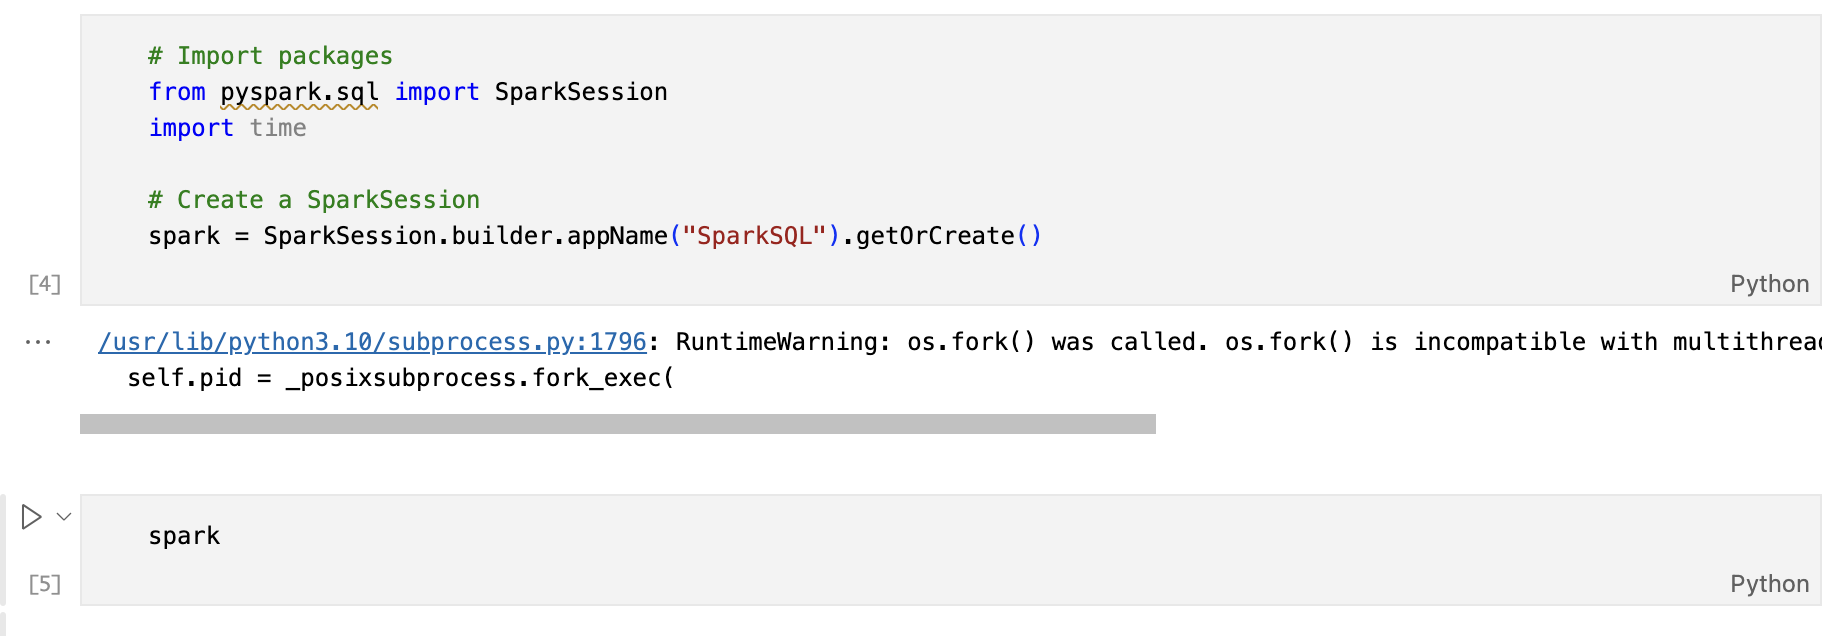 # Import packages
from pyspark.sql import SparkSession
import time
# Create a SparkSession
spark = SparkSession.builder.appName("SparkSQL").getOrCreate()
[4]
Python
/usr/lib/python3.10/subprocess.py:1796: RuntimeWarning: os.fork() was called. os.fork() is incompatible with multithrea
self.pid = _posixsubprocess.fork_exec(
spark
[5]
Python